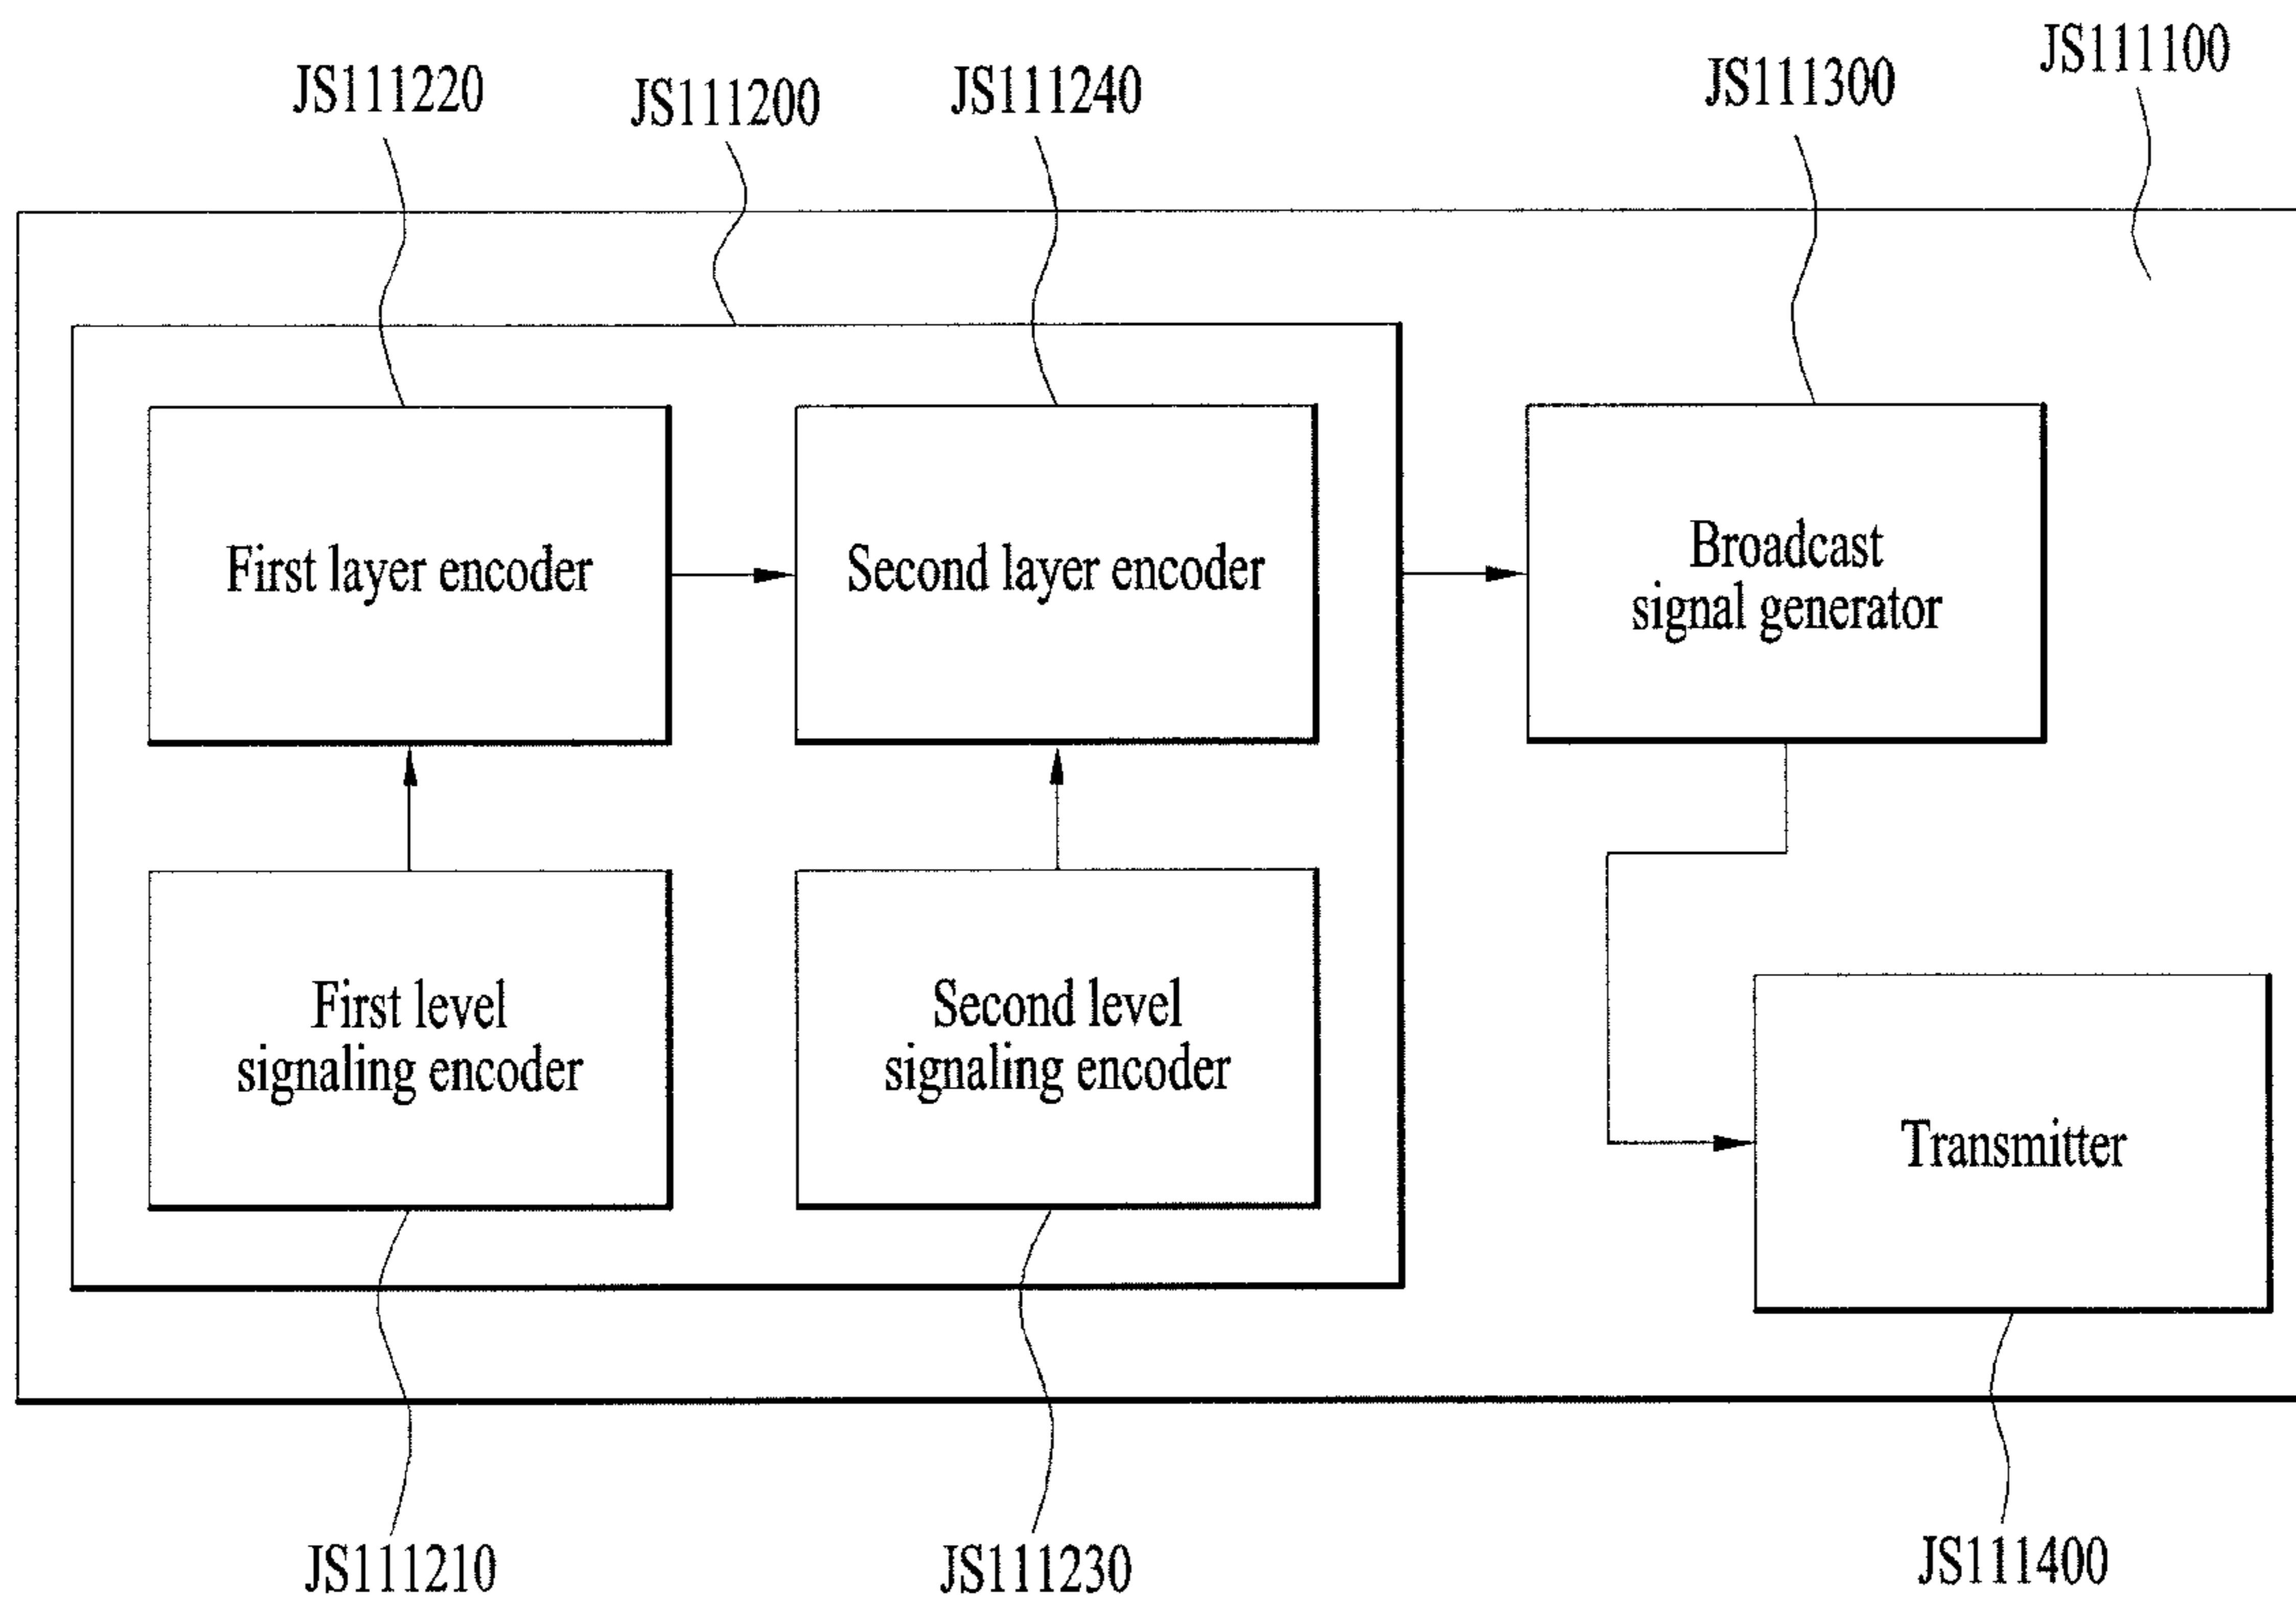 JS111220
JS111200
JS111240
JS111300
JS111100
First layer encoder
Second layer encoder
Broadcast
signal generator
First level
signaling encoder
Second level
signaling encoder
Transmitter
JS111210
JS111230
JS111400